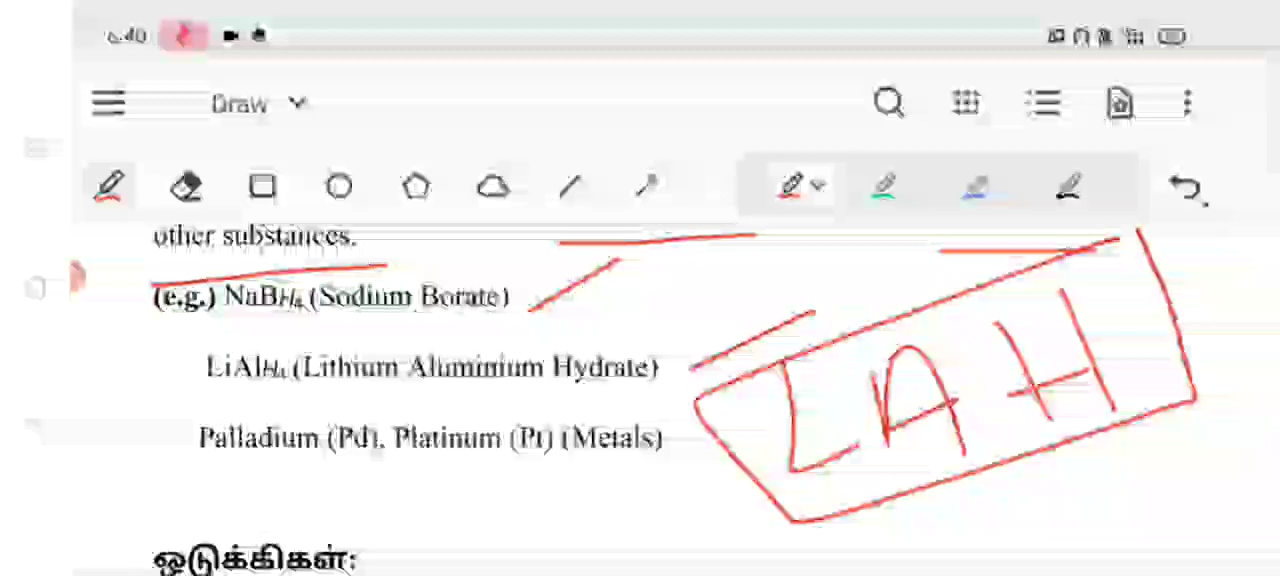 Draw
other substances.
(e.g.) NaBH₄ (Sodium Borate)
LiAlH₄ (Lithium Aluminium Hydrate)
LAH
Palladium (Pd), Platinum (Pt) (Metals)
ஒடுக்கிகள்: